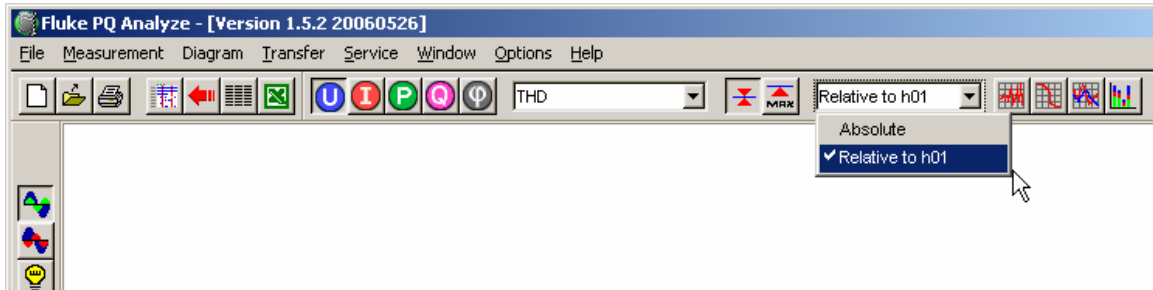 Fluke PQ Analyze - [Version 1.5.2 20060526]
File Measurement Diagram Transfer Service Window Options Help
U I P Q φ THD MAX Relative to h01
Absolute
Relative to h01